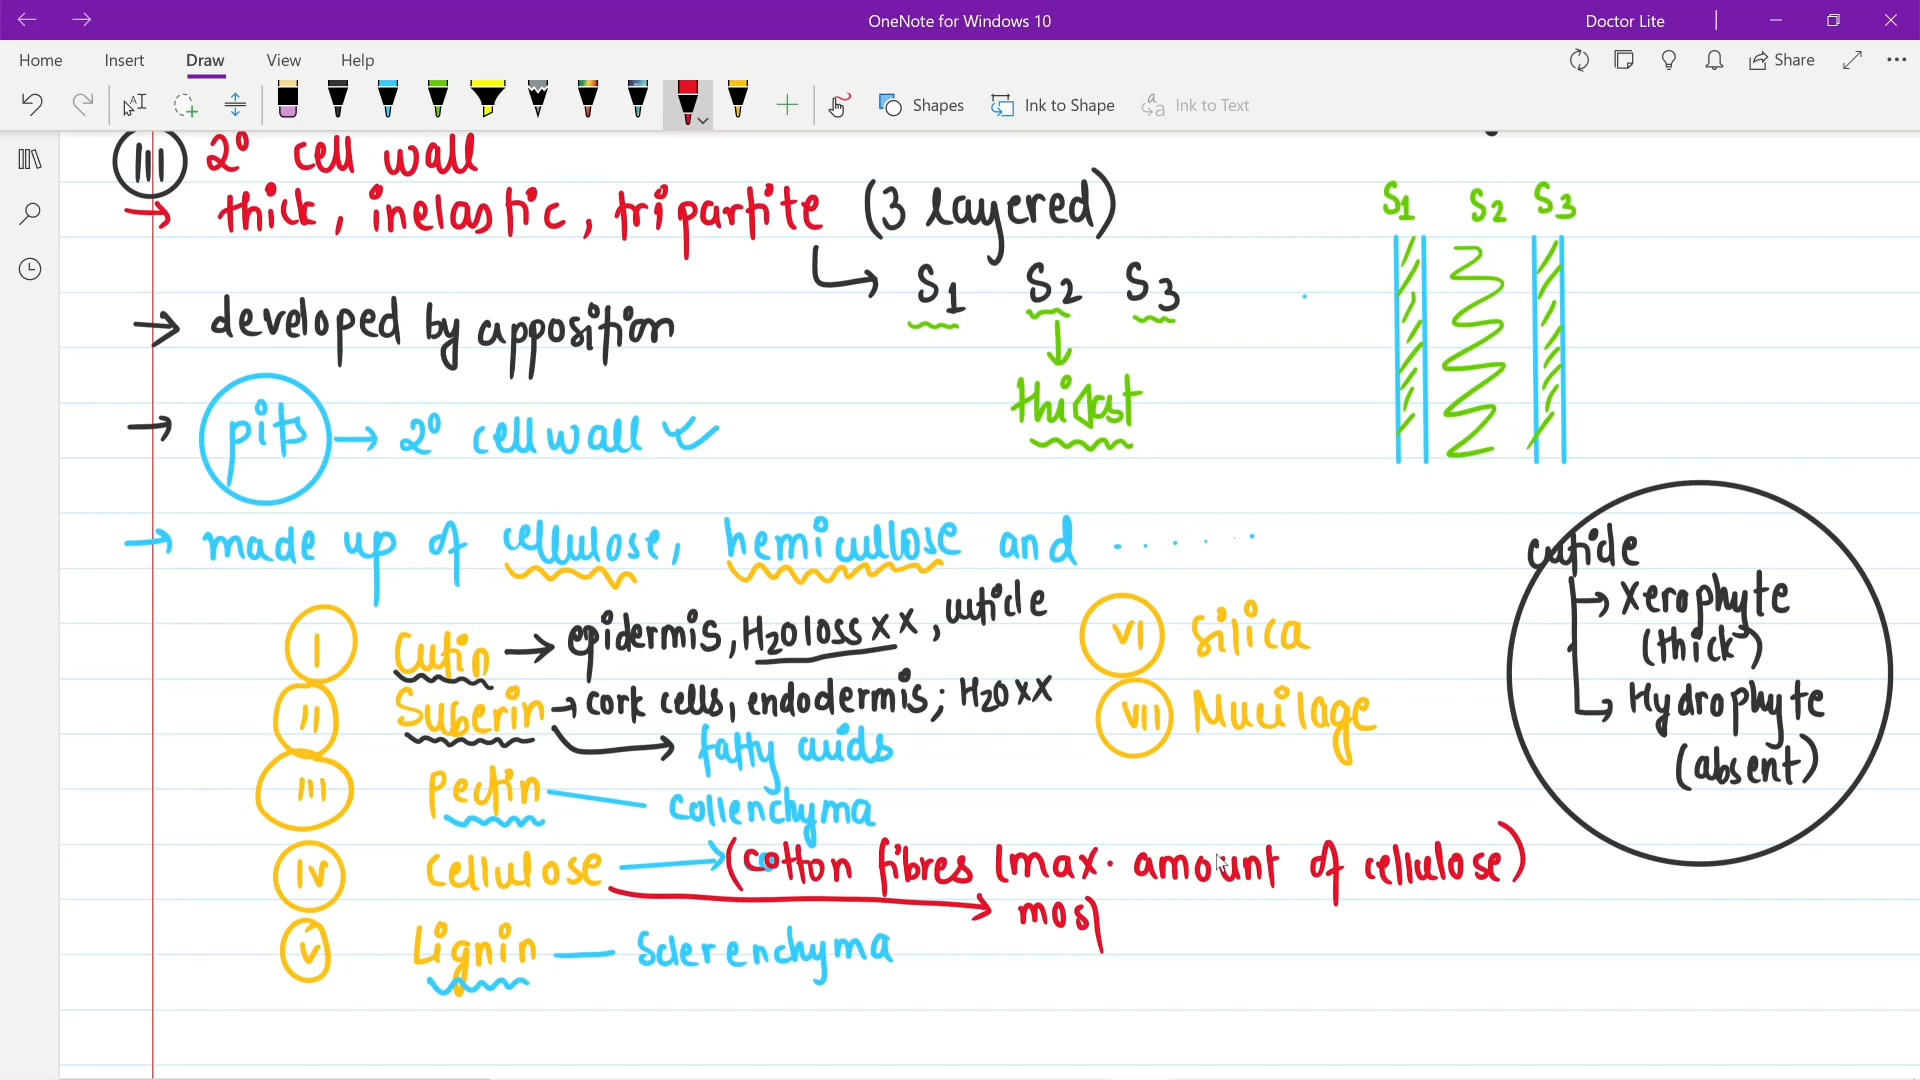 OneNote for Windows 10
Doctor Lite
Home Insert Draw View Help
Share
Shapes Ink to Shape Ink to Text
III 2° cell wall
→ thick, inelastic, tripartite (3 layered)
S1 S2 S3
S1 S2 S3
→ developed by apposition
thickest
→ pits → 2° cell wall
→ made up of cellulose, hemicullose and ........
I Cutin → epidermis, H2O loss xx, cuticle
II Suberin → cork cells, endodermis; H2O xx
→ fatty acids
III Pectin — collenchyma
IV cellulose → (cotton fibres (max. amount of cellulose)
→ mos
V Lignin — Sclerenchyma
VI Silica
VII Mucilage
cuticle
→ Xerophyte
(thick)
→ Hydrophyte
(absent)